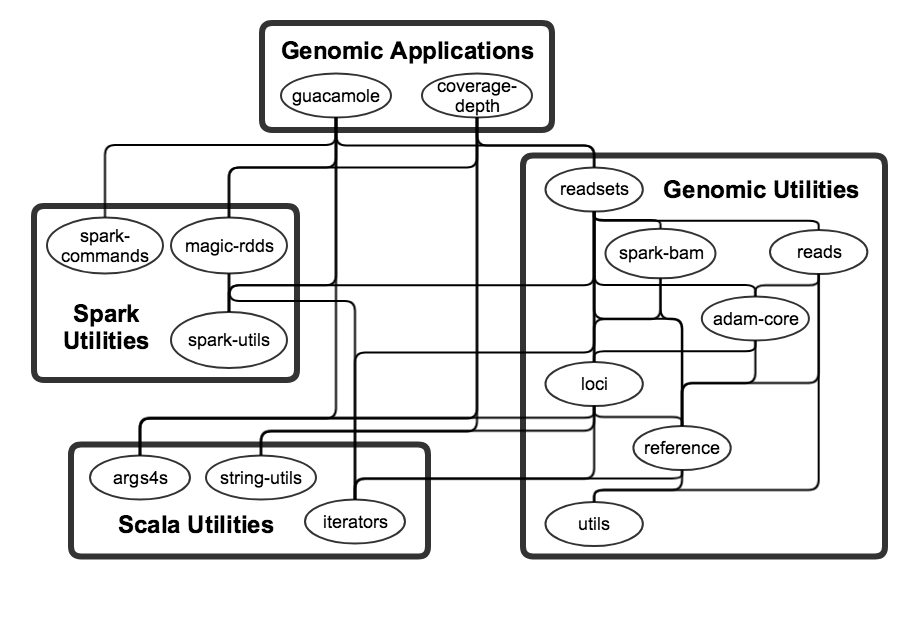 Genomic Applications
guacamole
coverage-
depth
readsets
Genomic Utilities
spark-
commands
magic-rdds
spark-bam
reads
Spark
Utilities
spark-utils
adam-core
loci
reference
args4s
string-utils
Scala Utilities
iterators
utils